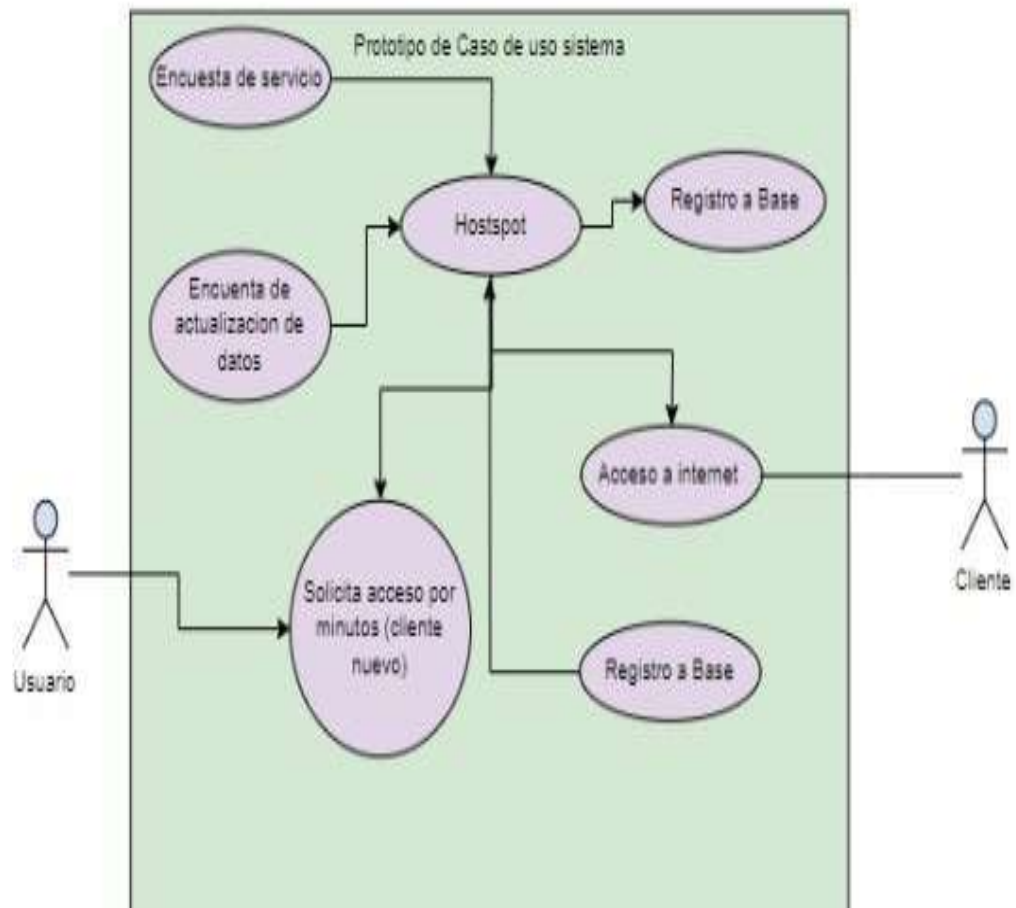 Prototipo de Caso de uso sistema
Encuesta de servicio
Registro a Base
Hostspot
Encuenta de
actualizacion de
datos
Acceso a internet
Cliente
Solicita acceso por
minutos (cliente
nuevo)
Registro a Base
Usuario